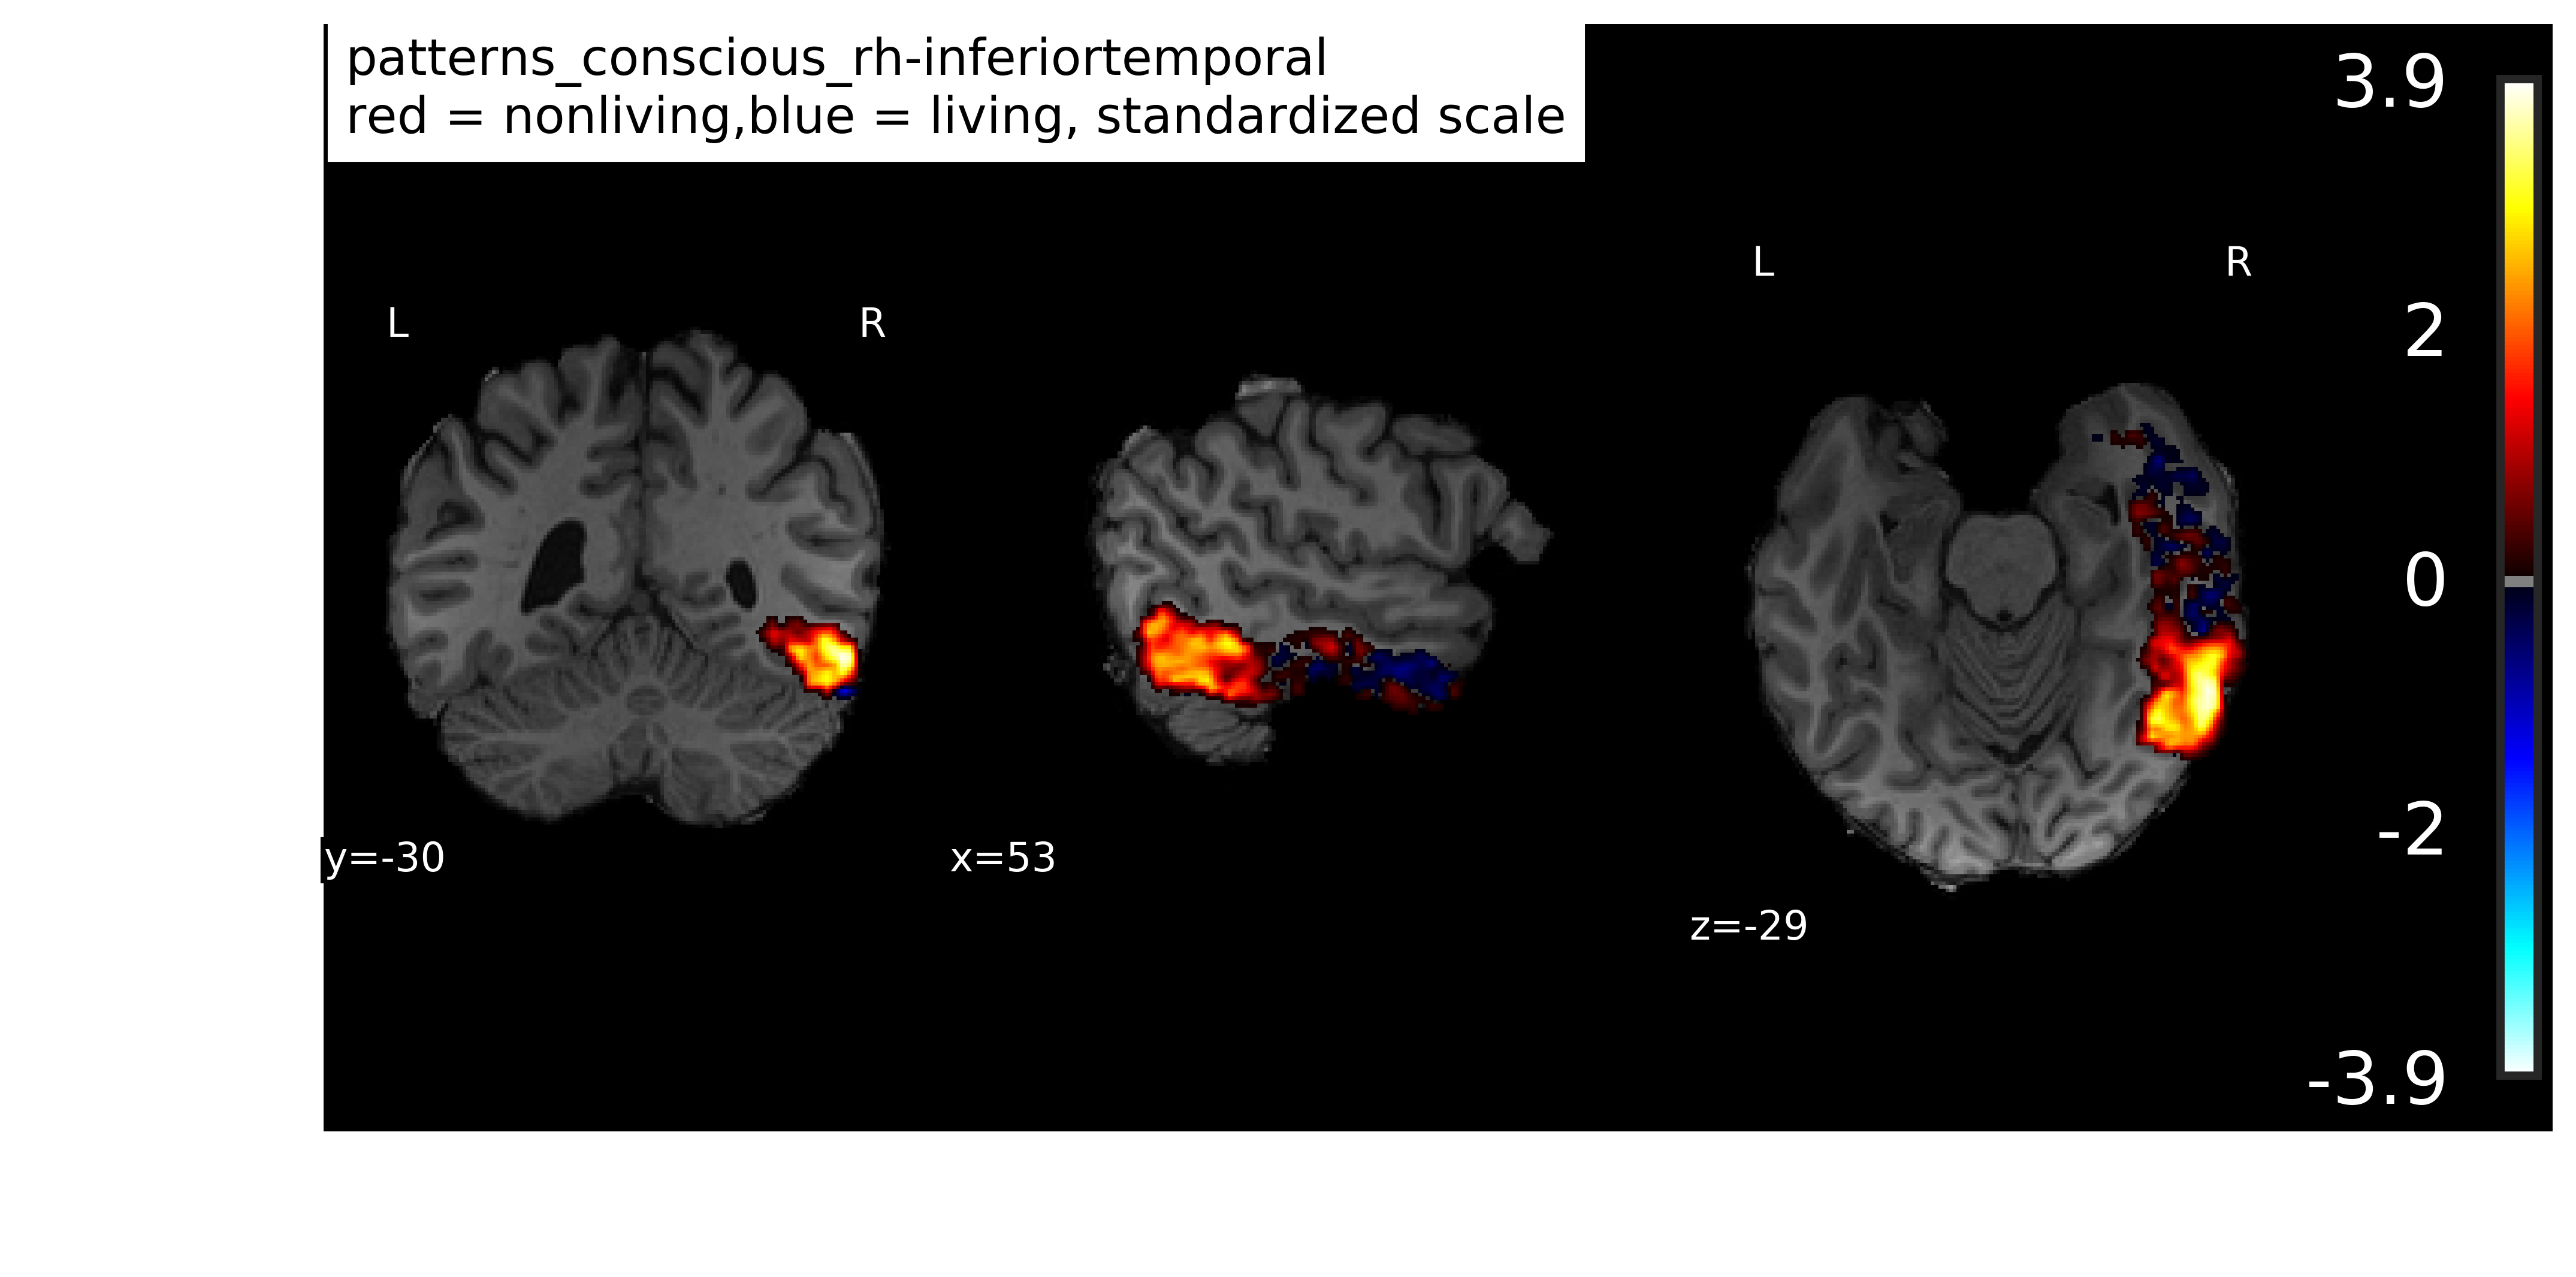 patterns_conscious_rh-inferiortemporal
red = nonliving,blue = living, standardized scale
L R
y=-30
x=53
L R
z=-29
3.9
2
0
-2
-3.9